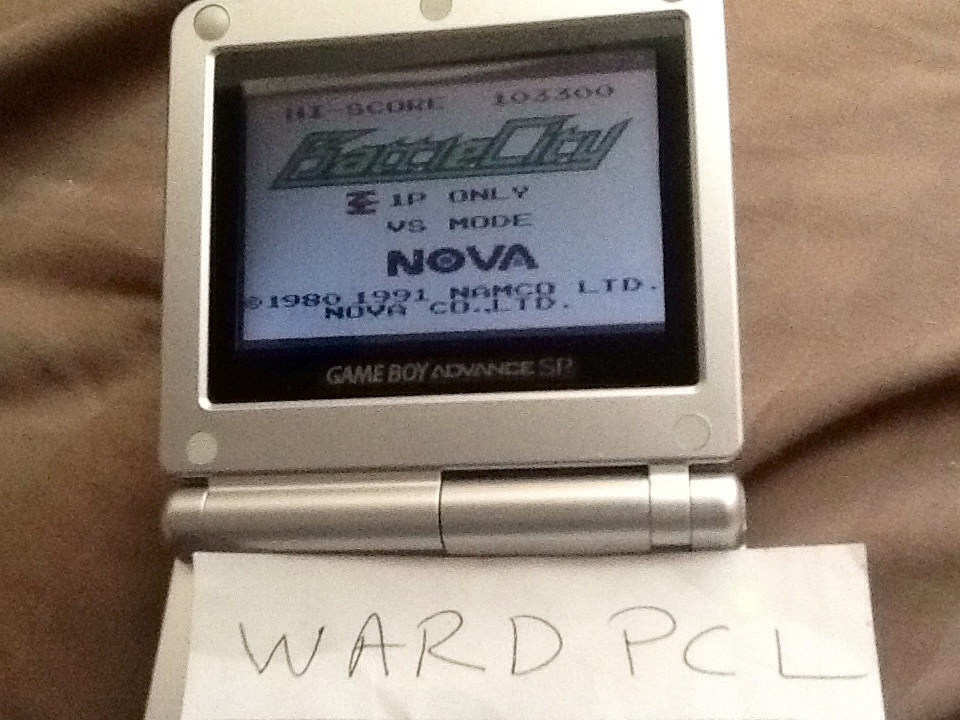 HI-SCORE 103300
BattleCity
1P ONLY
VS MODE
NOVA
©1980 1991 NAMCO LTD.
NOVA CO.,LTD.
GAME BOY ADVANCE SP
WARD PCL